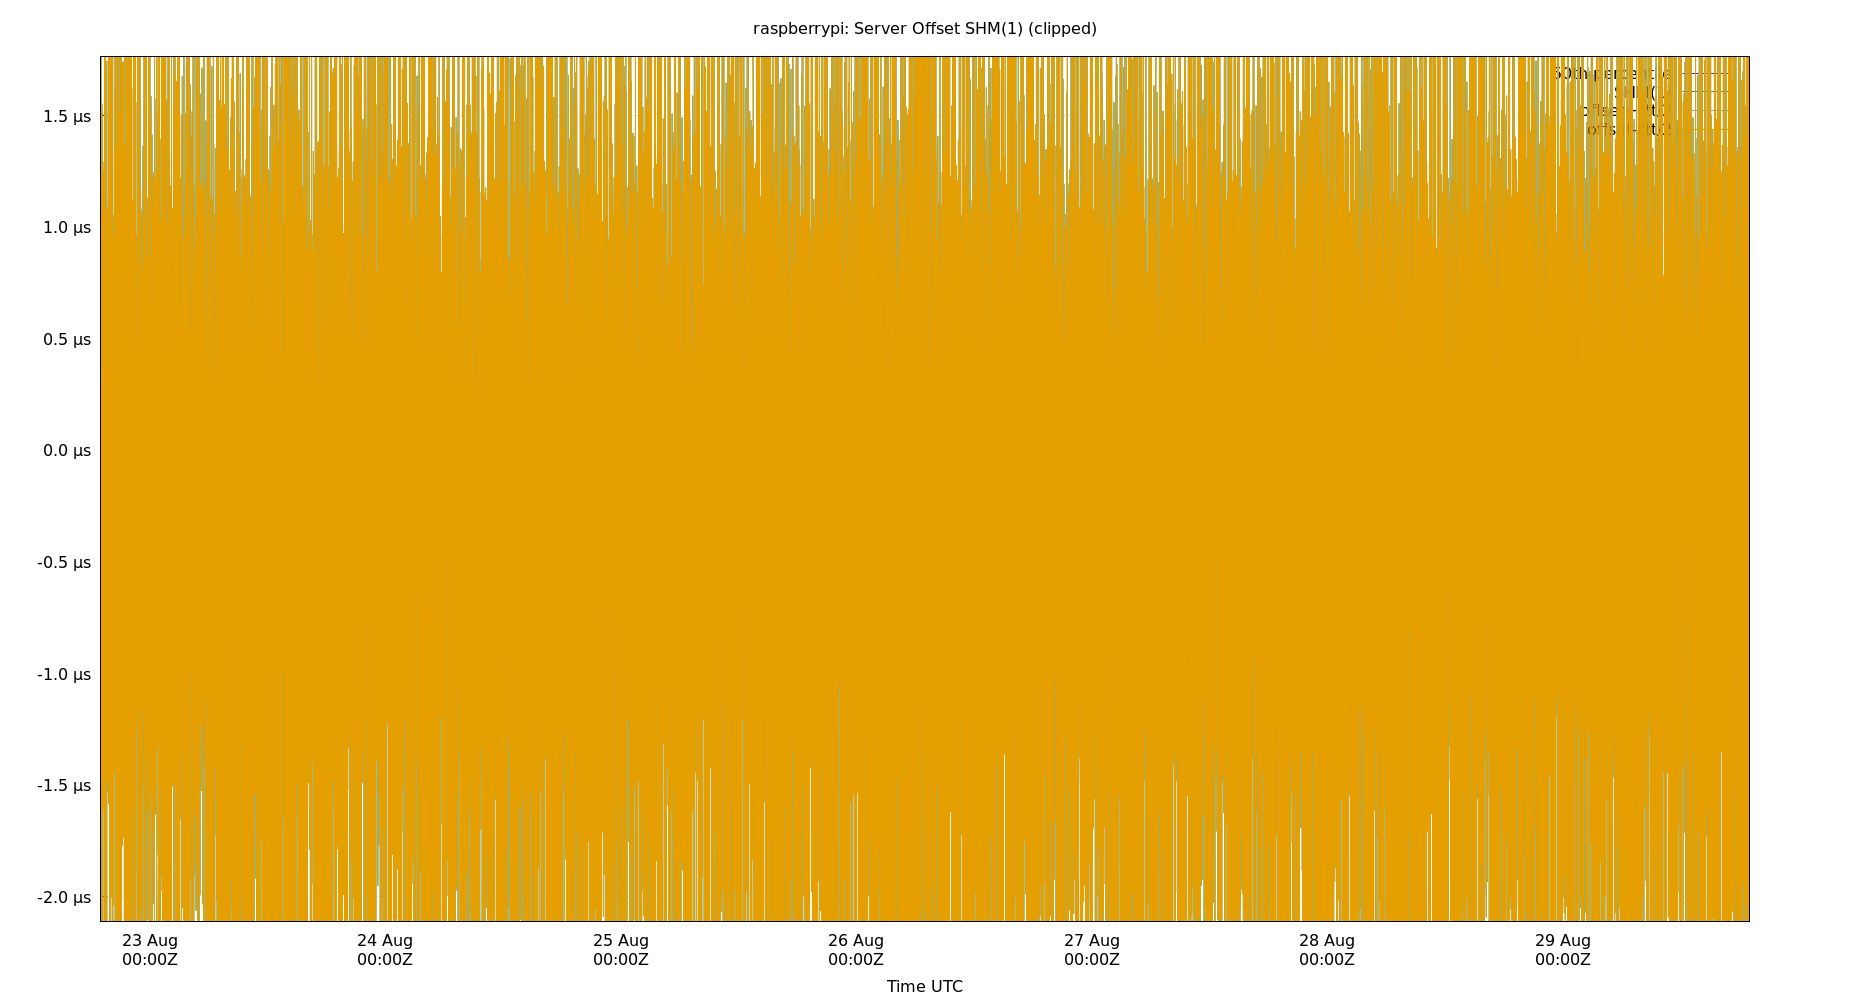 raspberrypi: Server Offset SHM(1) (clipped)
1.5 µs
1.0 µs
0.5 µs
0.0 µs
-0.5 µs
-1.0 µs
-1.5 µs
-2.0 µs
23 Aug 24 Aug 25 Aug 26 Aug 27 Aug 28 Aug 29 Aug
00:00Z 00:00Z 00:00Z 00:00Z 00:00Z 00:00Z 00:00Z
Time UTC